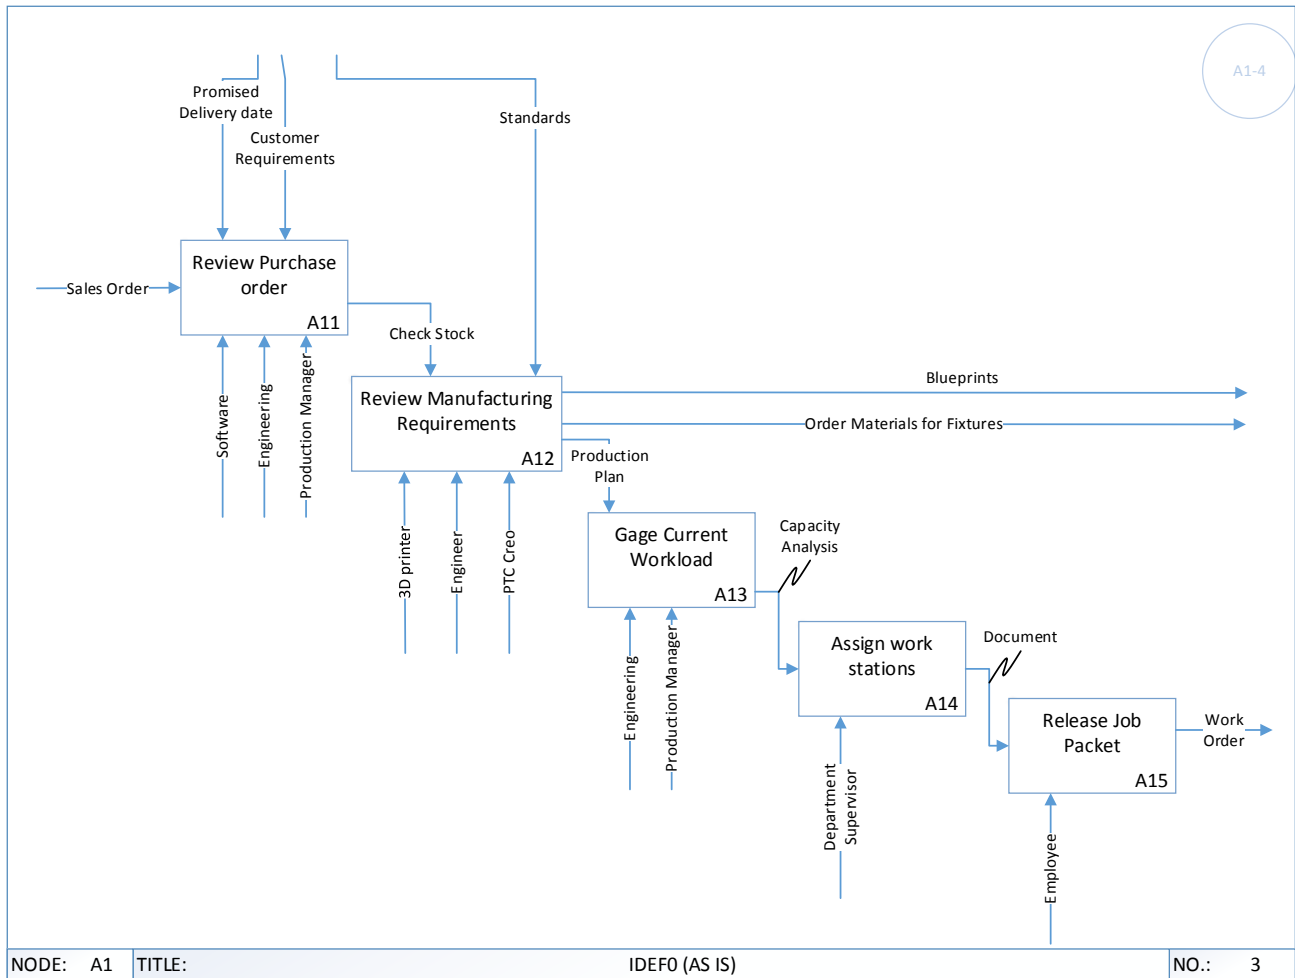 A1-4
Promised
Delivery date
Customer
Requirements
Standards
Review Purchase
order
A11
Sales Order
Check Stock
Software
Engineering
Production Manager
Review Manufacturing
Requirements
A12
Blueprints
Order Materials for Fixtures
Production
Plan
3D printer
Engineer
PTC Creo
Gage Current
Workload
A13
Capacity
Analysis
Engineering
Production Manager
Assign work
stations
A14
Document
Department
Supervisor
Release Job
Packet
A15
Work
Order
Employee
NODE: A1 TITLE: IDEF0 (AS IS) NO.: 3